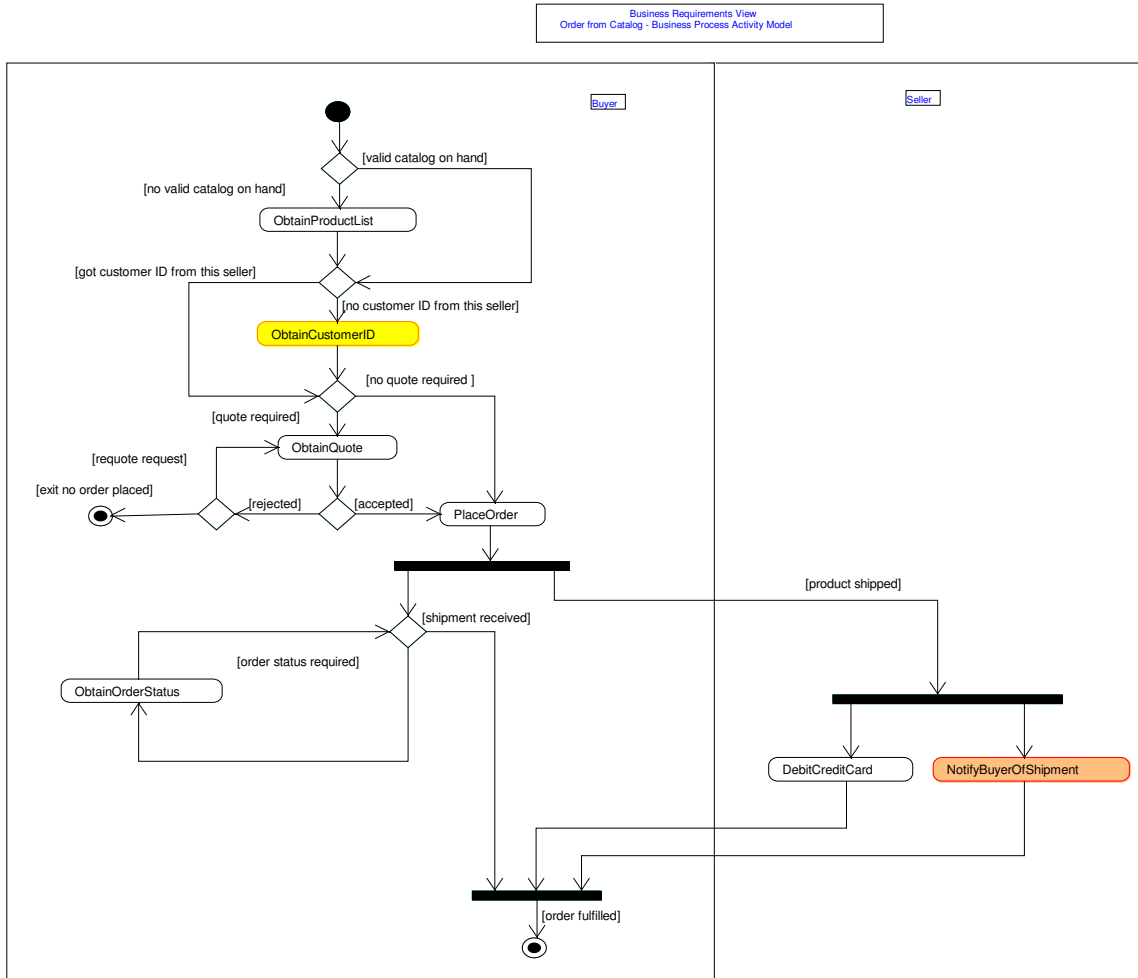 Business Requirements View
Order from Catalog - Business Process Activity Model
Buyer
Seller
[valid catalog on hand]
[no valid catalog on hand]
ObtainProductList
[got customer ID from this seller]
[no customer ID from this seller]
ObtainCustomerID
[no quote required ]
[quote required]
ObtainQuote
[requote request]
[exit no order placed]
[rejected]
[accepted]
PlaceOrder
[product shipped]
[shipment received]
[order status required]
ObtainOrderStatus
DebitCreditCard
NotifyBuyerOfShipment
[order fulfilled]